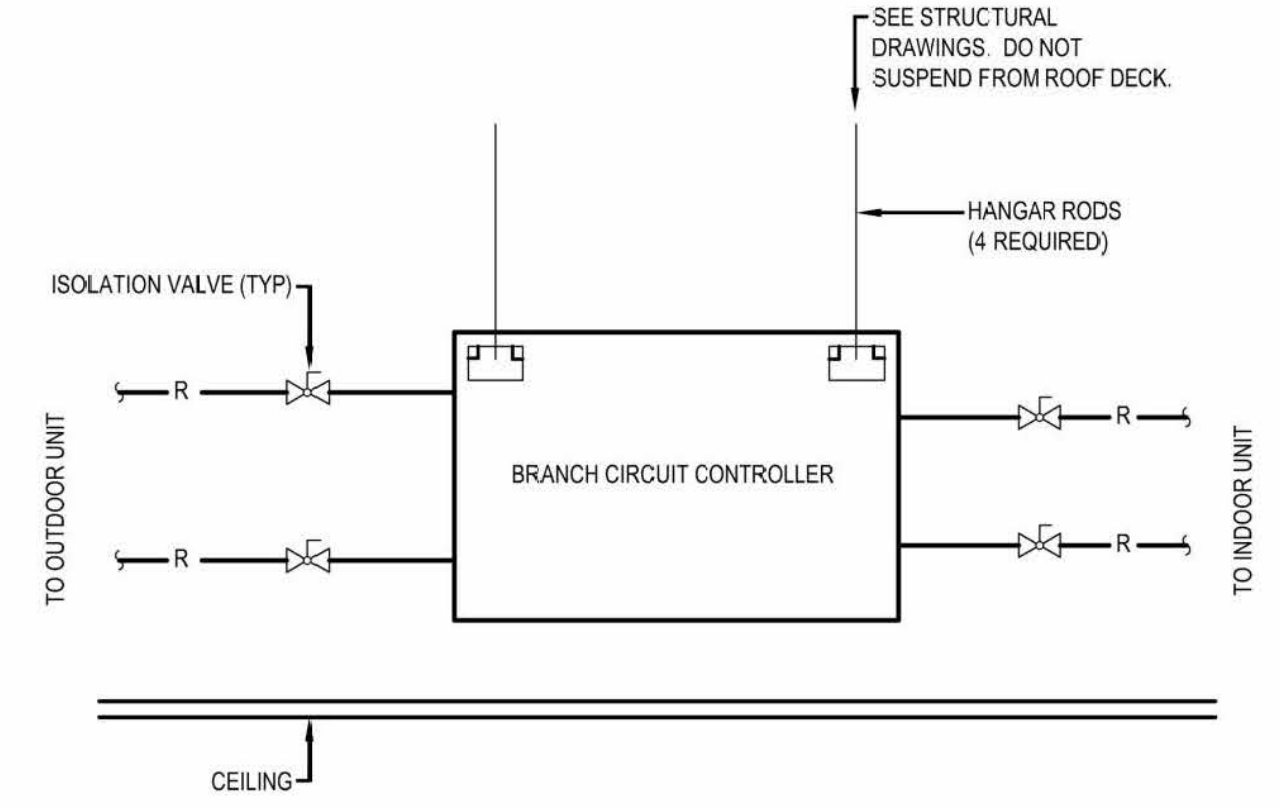 SEE STRUCTURAL
DRAWINGS. DO NOT
SUSPEND FROM ROOF DECK.
HANGAR RODS
(4 REQUIRED)
ISOLATION VALVE (TYP)
R
R
TO OUTDOOR UNIT
BRANCH CIRCUIT CONTROLLER
R
R
TO INDOOR UNIT
CEILING